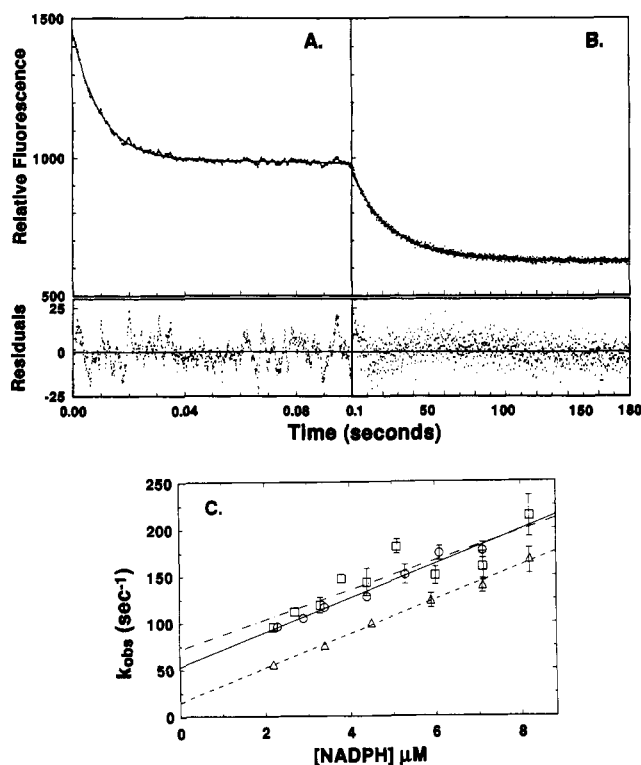 1500
A.
B.
Relative Fluorescence
1000
500
Residuals
25
0
-25
0.00 0.04 0.08 0.1 50 100 150 180
Time (seconds)
C.
kobs (sec-1)
250
200
150
100
50
0
0 2 4 6 8
[NADPH] μM